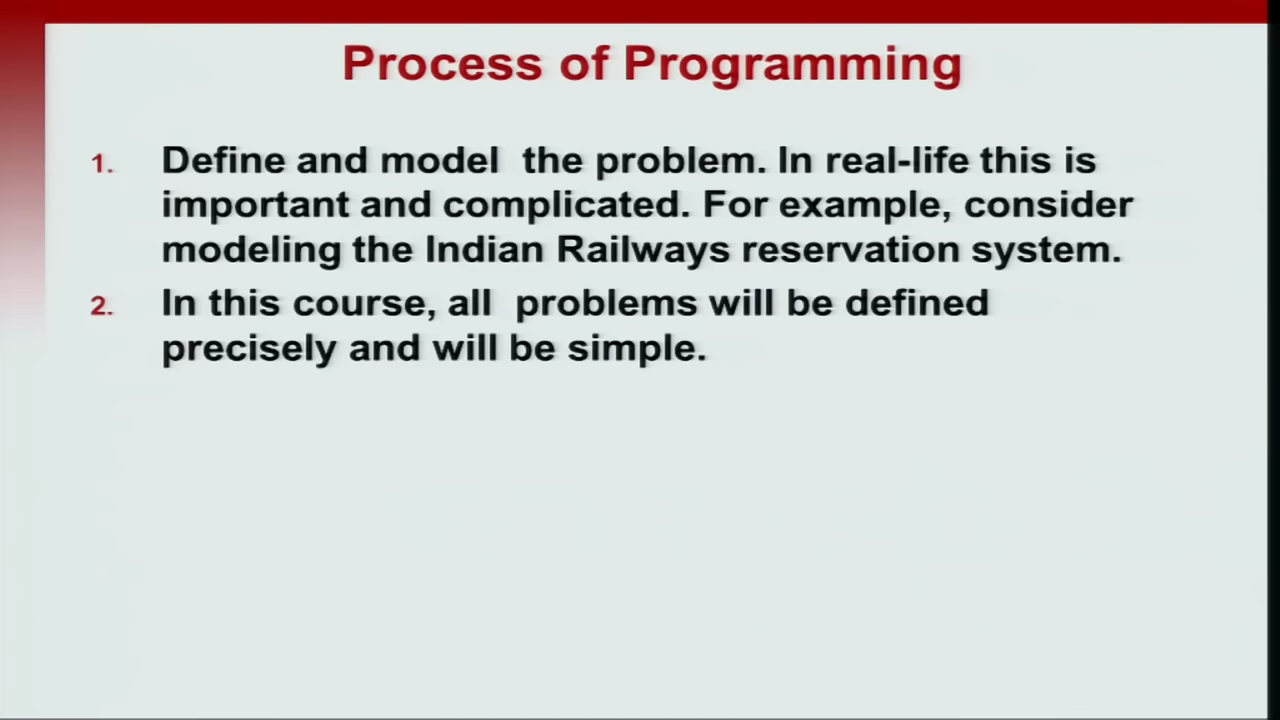 Process of Programming
1. Define and model the problem. In real-life this is
important and complicated. For example, consider
modeling the Indian Railways reservation system.
2. In this course, all problems will be defined
precisely and will be simple.